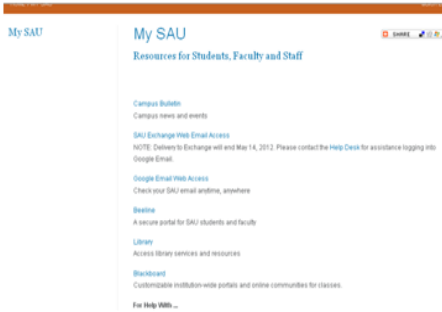 My SAU
My SAU
SHARE
Resources for Students, Faculty and Staff
Campus Bulletin
Campus news and events
SAU Exchange Web Email Access
NOTE: Delivery to Exchange will end May 14, 2012. Please contact the Help Desk for assistance logging into
Google Email.
Google Email Web Access
Check your SAU email anytime, anywhere
Beeline
A secure portal for SAU students and faculty
Library
Access library services and resources
Blackboard
Customizable institution-wide portals and online communities for classes.
For Help With ...